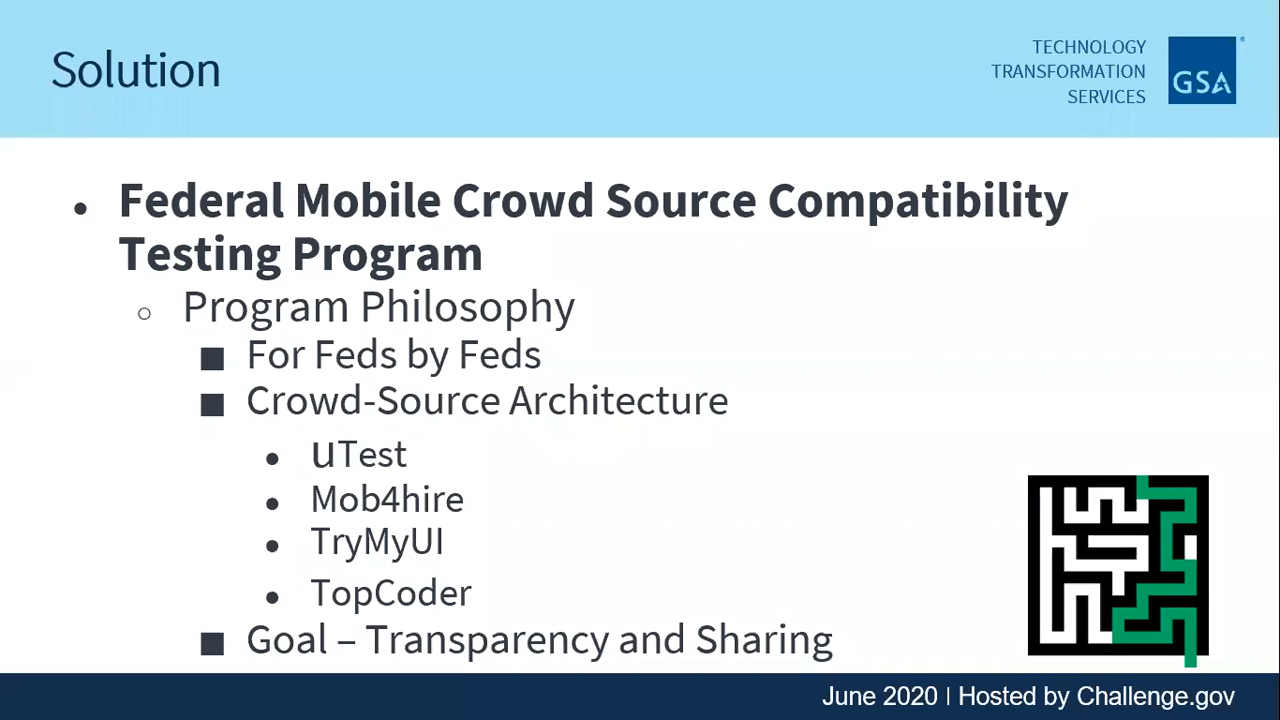 Solution
TECHNOLOGY
TRANSFORMATION
SERVICES
GSA
®
• Federal Mobile Crowd Source Compatibility
Testing Program
○ Program Philosophy
■ For Feds by Feds
■ Crowd-Source Architecture
• uTest
• Mob4hire
• TryMyUI
• TopCoder
■ Goal – Transparency and Sharing
June 2020 | Hosted by Challenge.gov